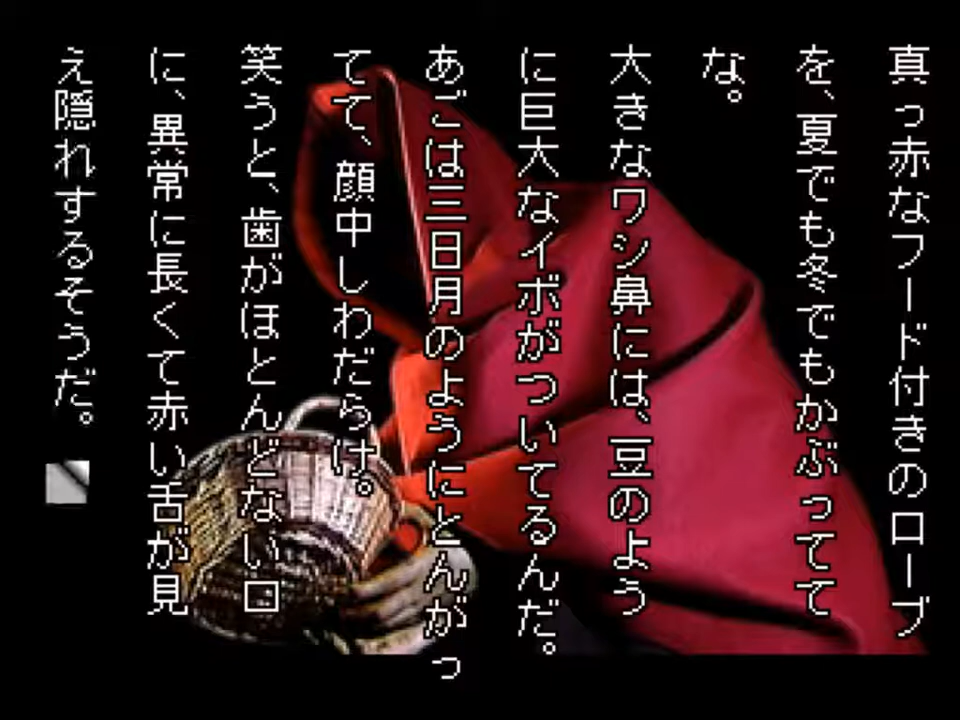 真っ赤なフード付きのローブ
を、夏でも冬でもかぶってて
な。
大きなワシ鼻には、豆のよう
に巨大なイボがついてるんだ。
あごは三日月のようにとんがっ
てて、顔中しわだらけ。
笑うと、歯がほとんどない口
に、異常に長くて赤い舌が見
え隠れするそうだ。